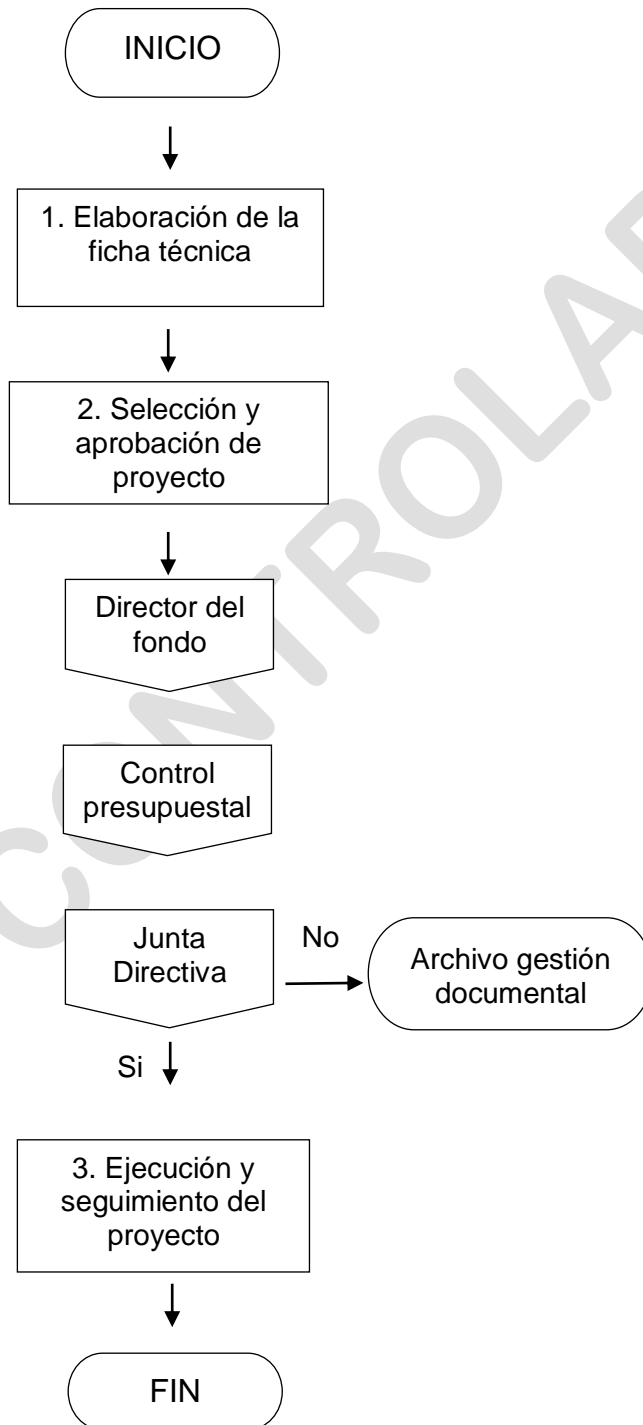 INICIO
1. Elaboración de la
ficha técnica
2. Selección y
aprobación de
proyecto
Director del
fondo
Control
presupuestal
Junta
Directiva
No
Archivo gestión
documental
Si
3. Ejecución y
seguimiento del
proyecto
FIN